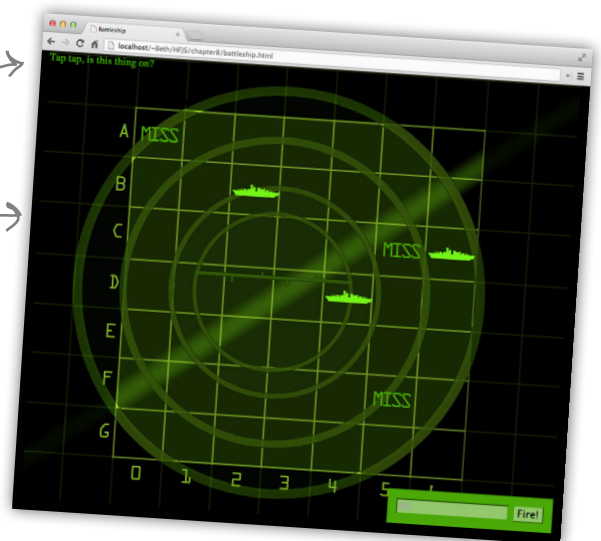 Battleship
localhost/~Beth/HFJS/chapter8/battleship.html
Tap tap, is this thing on?
A MISS
B
C MISS
D
E
F MISS
G
0 1 2 3 4 5
Fire!